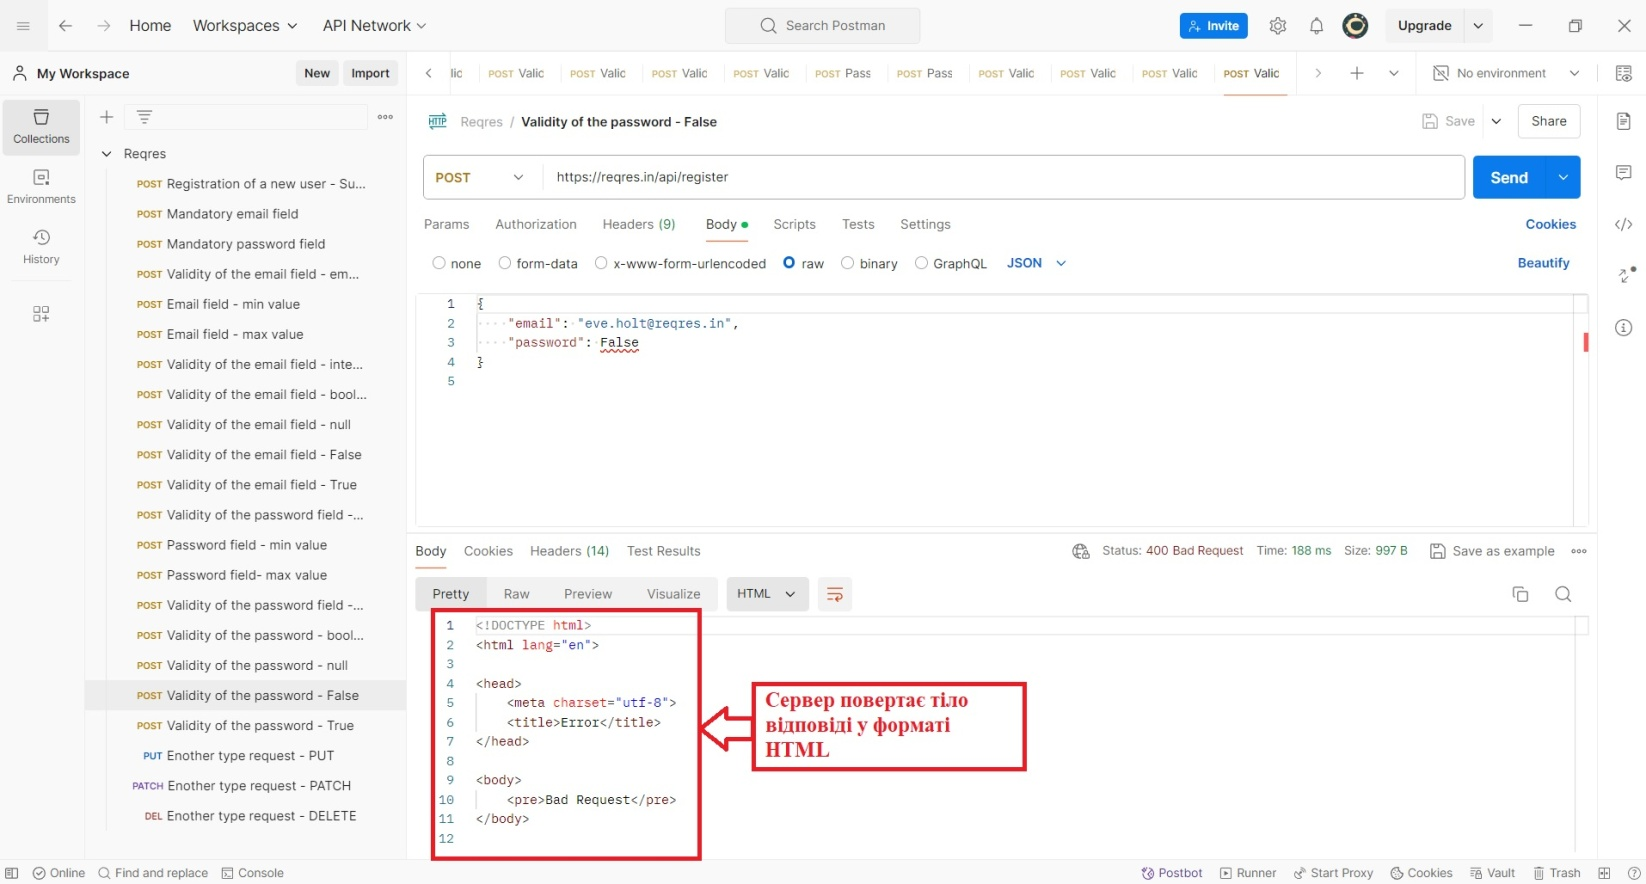 Home Workspaces API Network Search Postman Invite Upgrade
My Workspace New Import
lic POST Valic POST Valic POST Valic POST Valic POST Pass POST Pass POST Valic POST Valic POST Valic POST Valic No environment
Collections
Environments
History
Reqres
POST Registration of a new user - Su...
POST Mandatory email field
POST Mandatory password field
POST Validity of the email field - em...
POST Email field - min value
POST Email field - max value
POST Validity of the email field - inte...
POST Validity of the email field - bool...
POST Validity of the email field - null
POST Validity of the email field - False
POST Validity of the email field - True
POST Validity of the password field -...
POST Password field - min value
POST Password field- max value
POST Validity of the password field -...
POST Validity of the password - bool...
POST Validity of the password - null
POST Validity of the password - False
POST Validity of the password - True
PUT Enother type request - PUT
PATCH Enother type request - PATCH
DEL Enother type request - DELETE
HTTP Reqres / Validity of the password - False Save Share
POST https://reqres.in/api/register Send
Params Authorization Headers (9) Body Scripts Tests Settings Cookies
none form-data x-www-form-urlencoded raw binary GraphQL JSON Beautify
1 {
2 "email": "eve.holt@reqres.in",
3 "password": False
4 }
5
Body Cookies Headers (14) Test Results Status: 400 Bad Request Time: 188 ms Size: 997 B Save as example
Pretty Raw Preview Visualize HTML
1 <!DOCTYPE html>
2 <html lang="en">
3
4 <head>
5 <meta charset="utf-8">
6 <title>Error</title>
7 </head>
8
9 <body>
10 <pre>Bad Request</pre>
11 </body>
12
Сервер повертає тіло
відповіді у форматі
HTML
Online Find and replace Console Postbot Runner Start Proxy Cookies Vault Trash